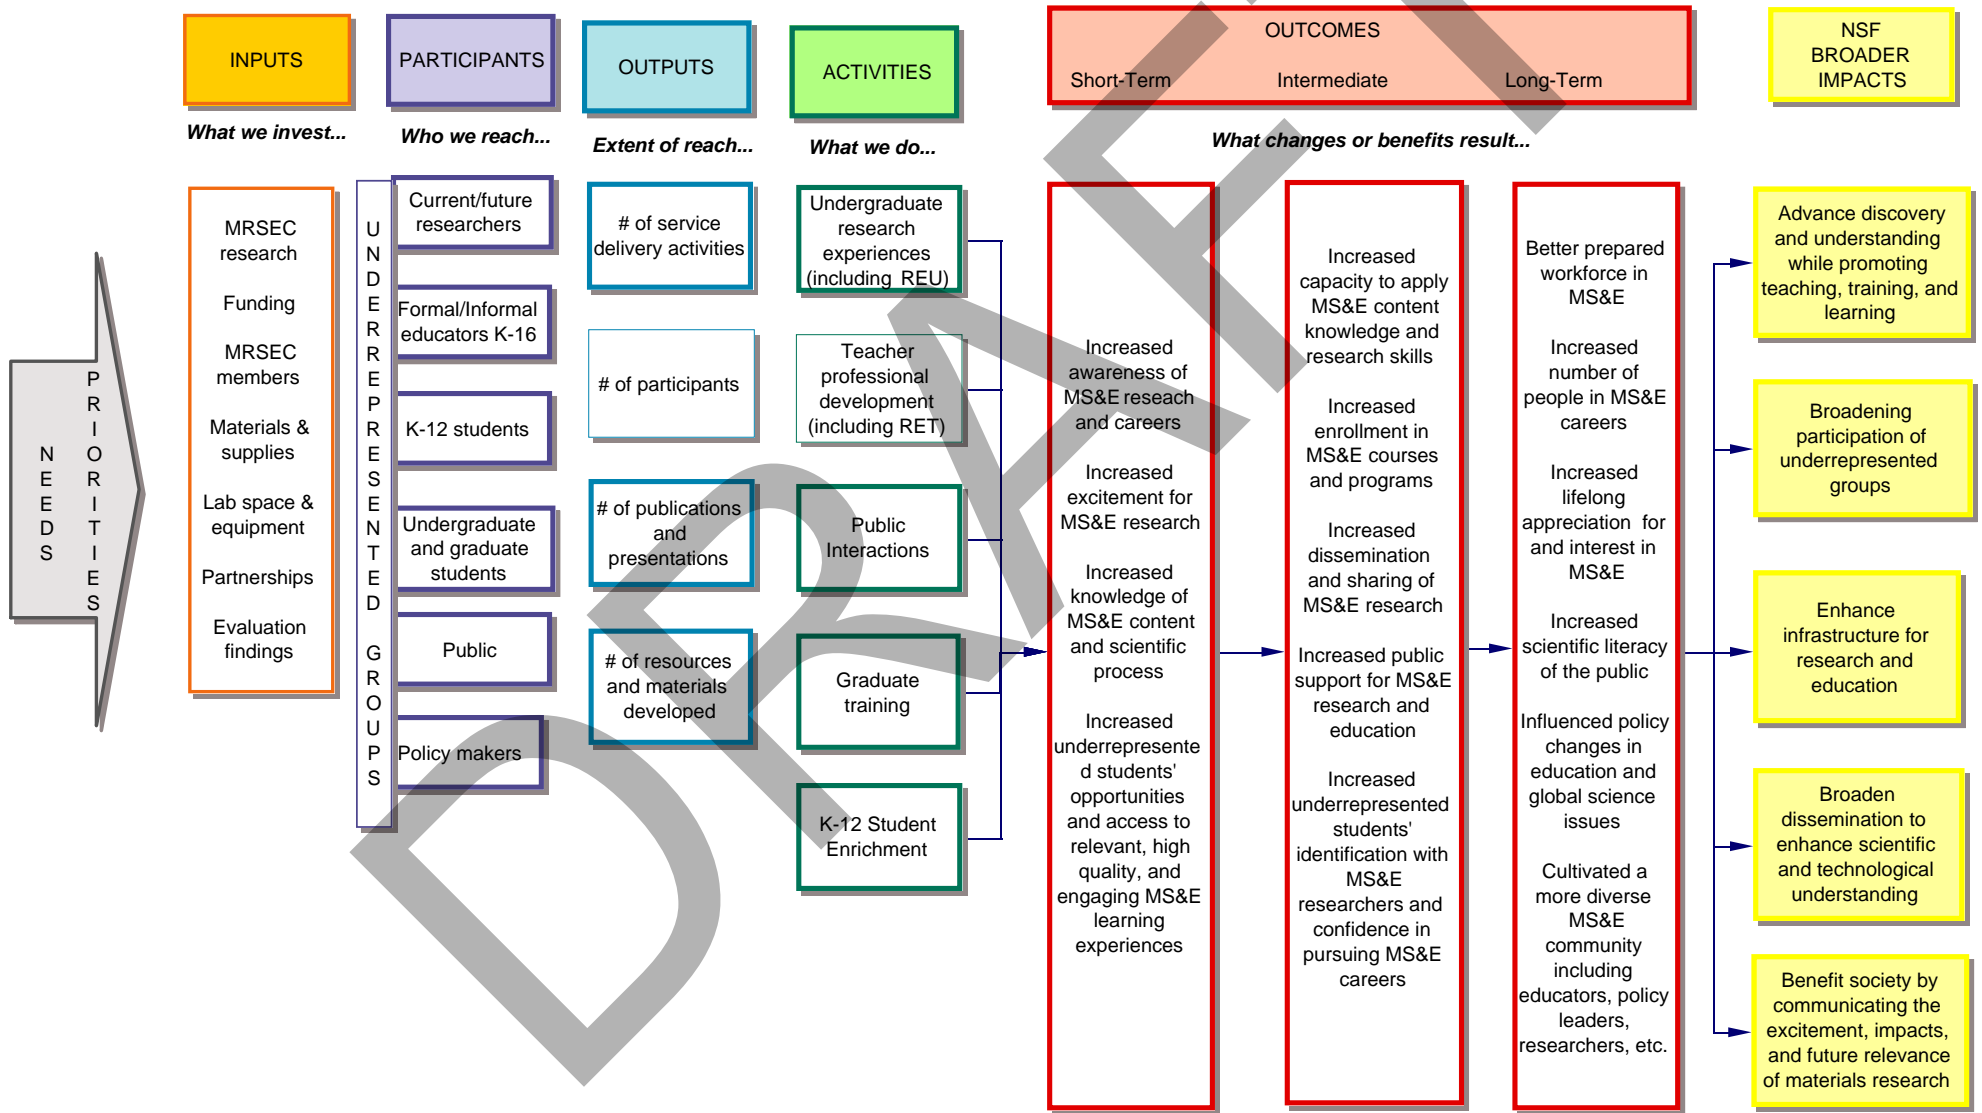 NEEDS
PRIORITIES
INPUTS
What we invest...
MRSEC
research
Funding
MRSEC
members
Materials &
supplies
Lab space &
equipment
Partnerships
Evaluation
findings
PARTICIPANTS
Who we reach...
UNDERREPRESENTED GROUPS
Current/future
researchers
Formal/Informal
educators K-16
K-12 students
Undergraduate
and graduate
students
Public
Policy makers
OUTPUTS
Extent of reach...
# of service
delivery activities
# of participants
# of publications
and
presentations
# of resources
and materials
developed
ACTIVITIES
What we do...
Undergraduate
research
experiences
(including REU)
Teacher
professional
development
(including RET)
Public
Interactions
Graduate
training
K-12 Student
Enrichment
OUTCOMES
Short-Term
Intermediate
Long-Term
What changes or benefits result...
Increased
awareness of
MS&E reseach
and careers
Increased
excitement for
MS&E research
Increased
knowledge of
MS&E content
and scientific
process
Increased
underrepresente
d students'
opportunities
and access to
relevant, high
quality, and
engaging MS&E
learning
experiences
Increased
capacity to apply
MS&E content
knowledge and
research skills
Increased
enrollment in
MS&E courses
and programs
Increased
dissemination
and sharing of
MS&E research
Increased public
support for MS&E
research and
education
Increased
underrepresented
students'
identification with
MS&E
researchers and
confidence in
pursuing MS&E
careers
Better prepared
workforce in
MS&E
Increased
number of
people in MS&E
careers
Increased
lifelong
appreciation for
and interest in
MS&E
Increased
scientific literacy
of the public
Influenced policy
changes in
education and
global science
issues
Cultivated a
more diverse
MS&E
community
including
educators, policy
leaders,
researchers, etc.
NSF
BROADER
IMPACTS
Advance discovery
and understanding
while promoting
teaching, training, and
learning
Broadening
participation of
underrepresented
groups
Enhance
infrastructure for
research and
education
Broaden
dissemination to
enhance scientific
and technological
understanding
Benefit society by
communicating the
excitement, impacts,
and future relevance
of materials research
DRAFT